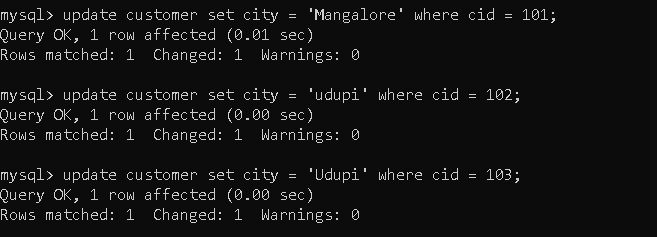 mysql> update customer set city = 'Mangalore' where cid = 101;
Query OK, 1 row affected (0.01 sec)
Rows matched: 1  Changed: 1  Warnings: 0
mysql> update customer set city = 'udupi' where cid = 102;
Query OK, 1 row affected (0.00 sec)
Rows matched: 1  Changed: 1  Warnings: 0
mysql> update customer set city = 'Udupi' where cid = 103;
Query OK, 1 row affected (0.00 sec)
Rows matched: 1  Changed: 1  Warnings: 0